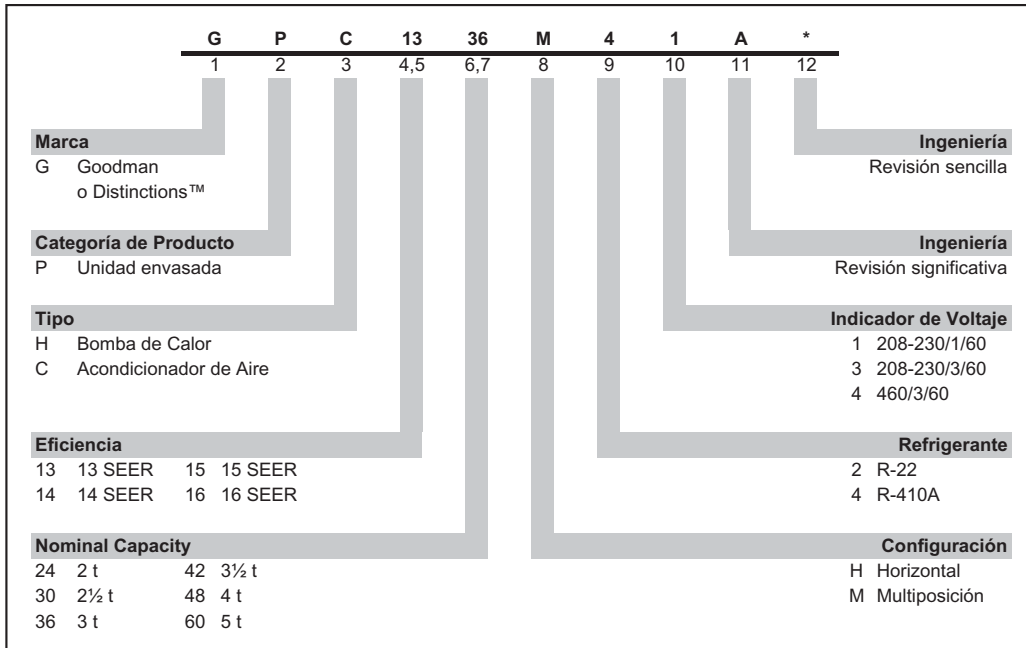 G P C 13 36 M 4 1 A *
1 2 3 4,5 6,7 8 9 10 11 12
Marca
G Goodman
o Distinctions™
Categoría de Producto
P Unidad envasada
Tipo
H Bomba de Calor
C Acondicionador de Aire
Eficiencia
13 13 SEER 15 15 SEER
14 14 SEER 16 16 SEER
Nominal Capacity
24 2 t 42 3½ t
30 2½ t 48 4 t
36 3 t 60 5 t
Ingeniería
Revisión sencilla
Ingeniería
Revisión significativa
Indicador de Voltaje
1 208-230/1/60
3 208-230/3/60
4 460/3/60
Refrigerante
2 R-22
4 R-410A
Configuración
H Horizontal
M Multiposición